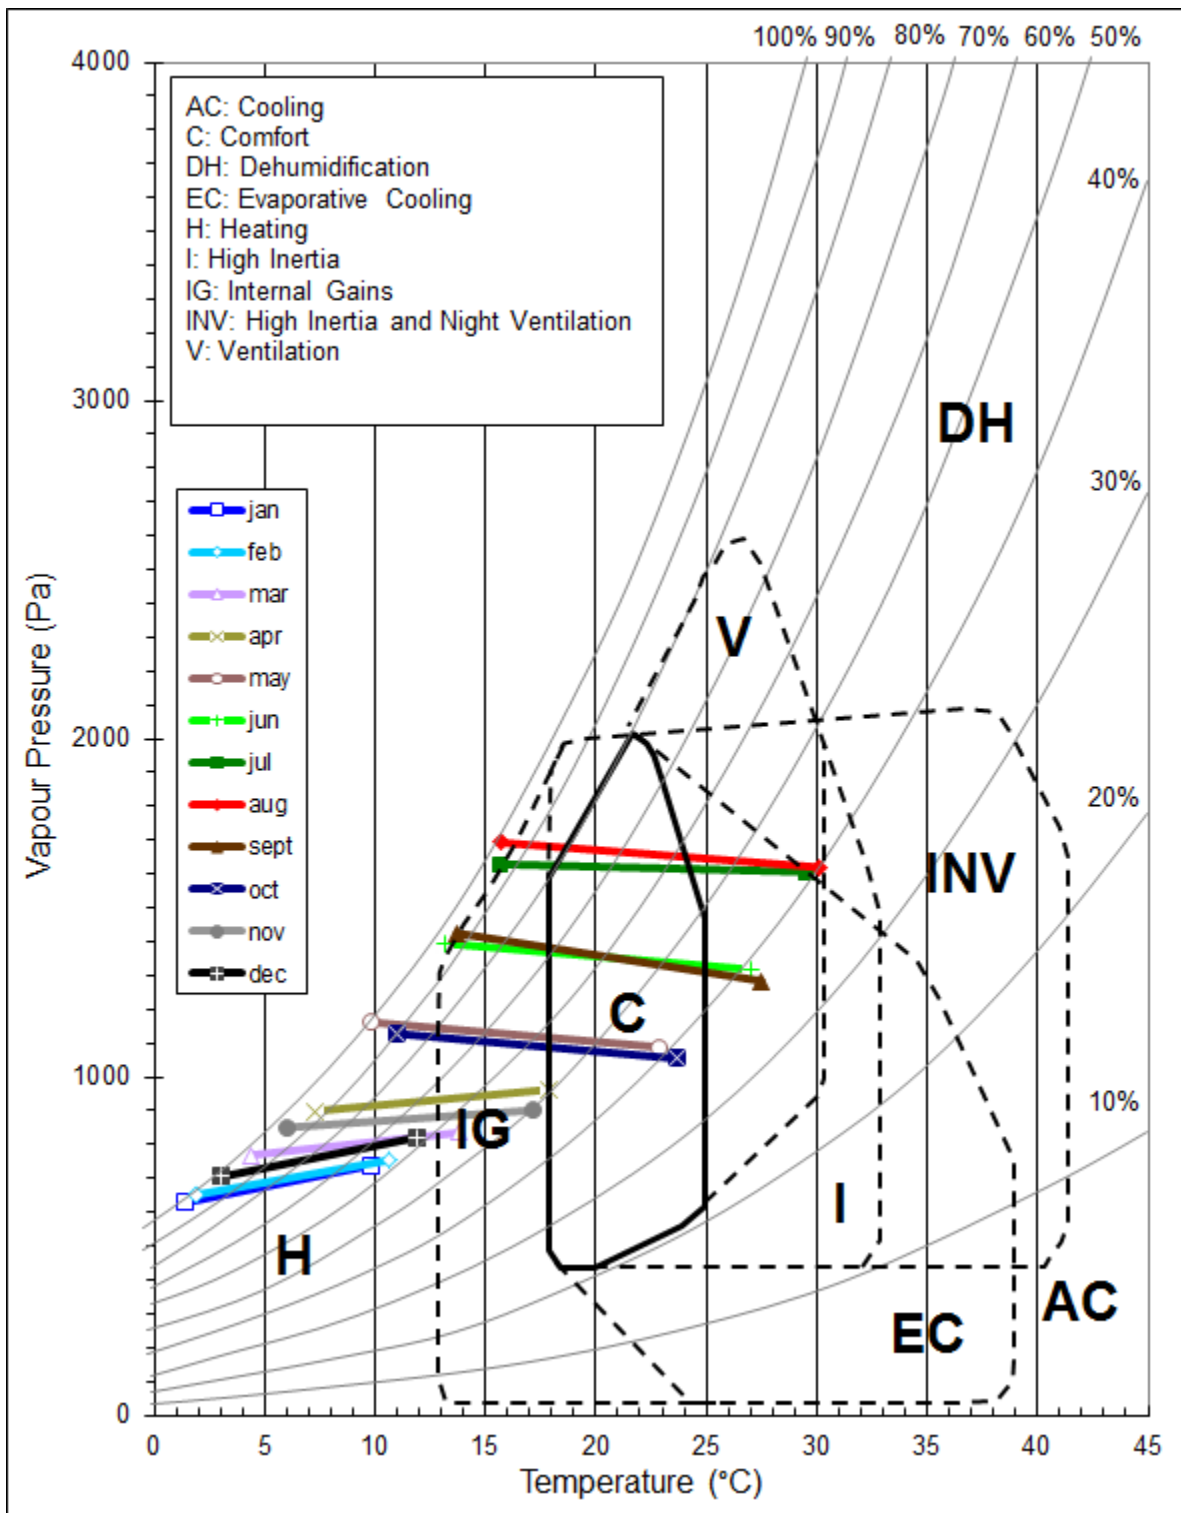 100% 90% 80% 70% 60% 50%
4000
AC: Cooling
C: Comfort
DH: Dehumidification
EC: Evaporative Cooling
H: Heating
I: High Inertia
IG: Internal Gains
INV: High Inertia and Night Ventilation
V: Ventilation
40%
3000
DH
30%
jan
feb
mar
apr
may
jun
jul
aug
sept
oct
nov
dec
V
2000
20%
INV
Vapour Pressure (Pa)
C
1000
IG
10%
I
H
AC
EC
0
0 5 10 15 20 25 30 35 40 45
Temperature (°C)